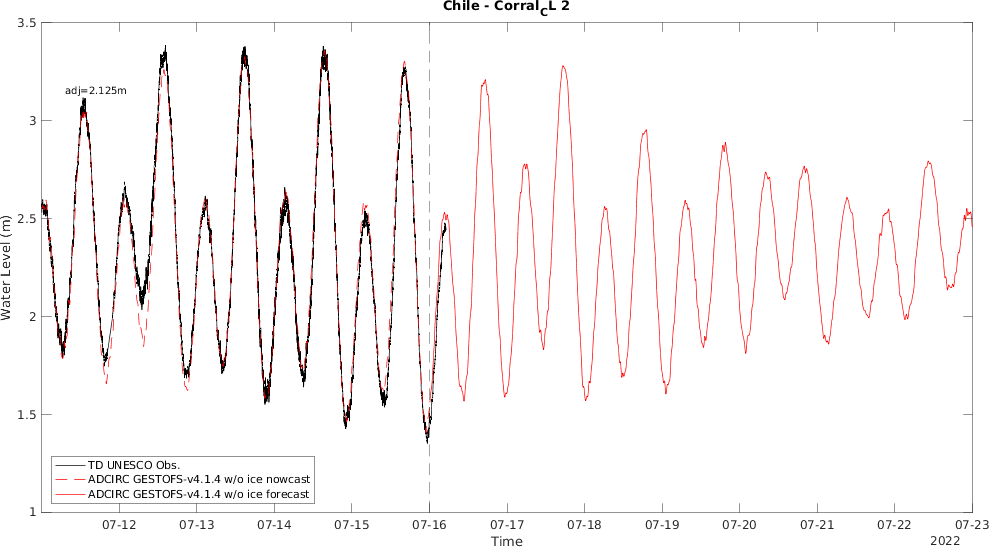 Chile - CorralCL 2
adj=2.125m
3.5
3
2.5
2
1.5
1
Water Level (m)
TD UNESCO Obs.
ADCIRC GESTOFS-v4.1.4 w/o ice nowcast
ADCIRC GESTOFS-v4.1.4 w/o ice forecast
07-12 07-13 07-14 07-15 07-16 07-17 07-18 07-19 07-20 07-21 07-22 07-23
Time
2022